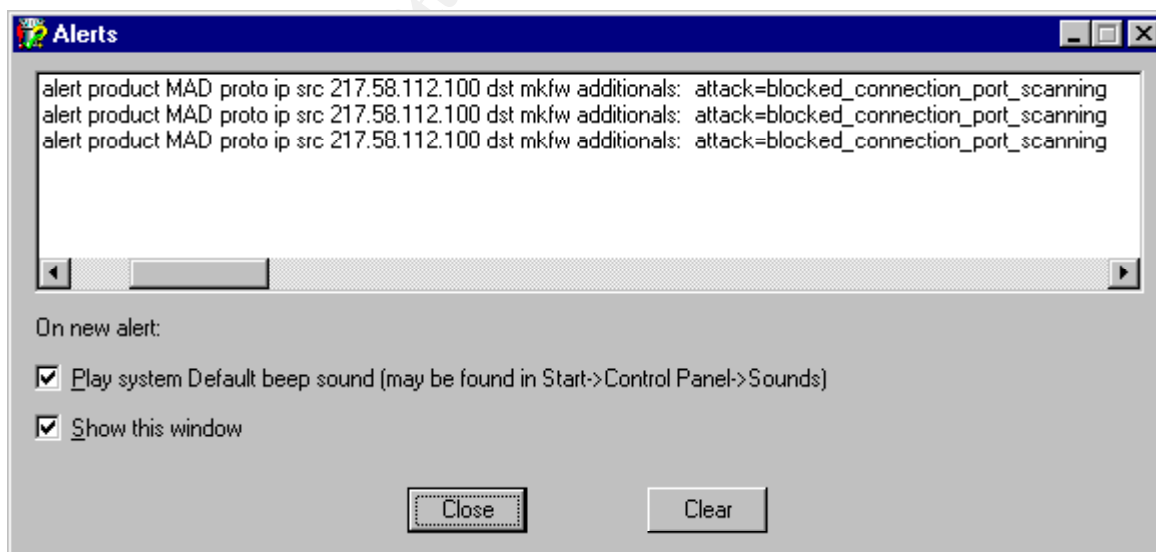 Alerts
alert product MAD proto ip src 217.58.112.100 dst mkfw additionals:  attack=blocked_connection_port_scanning
alert product MAD proto ip src 217.58.112.100 dst mkfw additionals:  attack=blocked_connection_port_scanning
alert product MAD proto ip src 217.58.112.100 dst mkfw additionals:  attack=blocked_connection_port_scanning
On new alert:
Play system Default beep sound (may be found in Start->Control Panel->Sounds)
Show this window
Close Clear